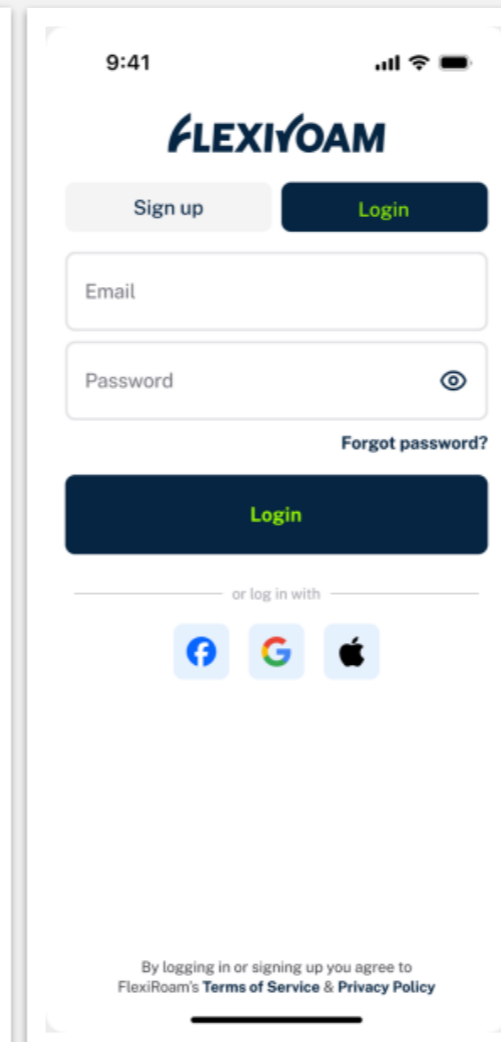 9:41
FLEXIROAM
Sign up
Login
Email
Password
Forgot password?
Login
or log in with
By logging in or signing up you agree to
FlexiRoam's Terms of Service & Privacy Policy